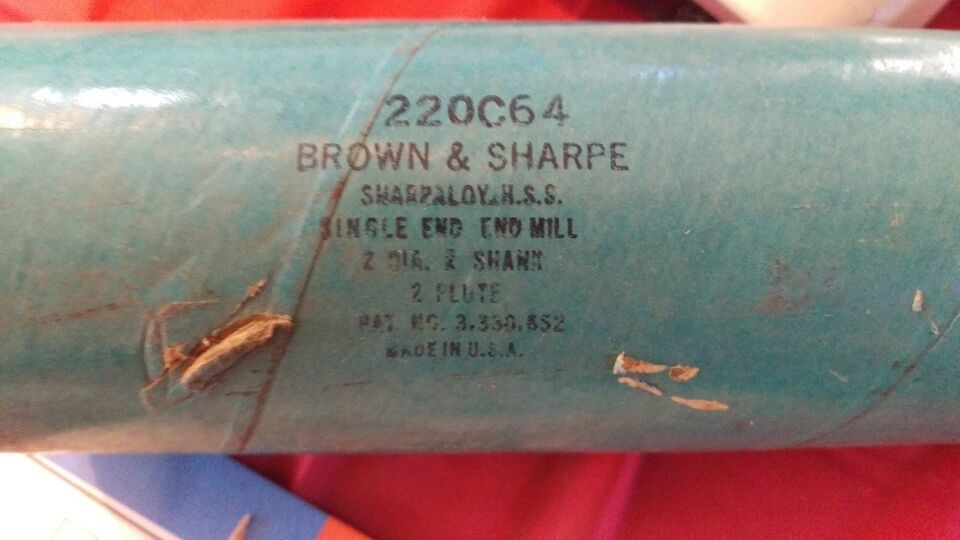 220C64
BROWN & SHARPE
SHARPALOY H.S.S.
SINGLE END END MILL
2 DIA. 2 SHANK
2 FLUTE
PAT NO. 3,330,552
MADE IN U.S.A.